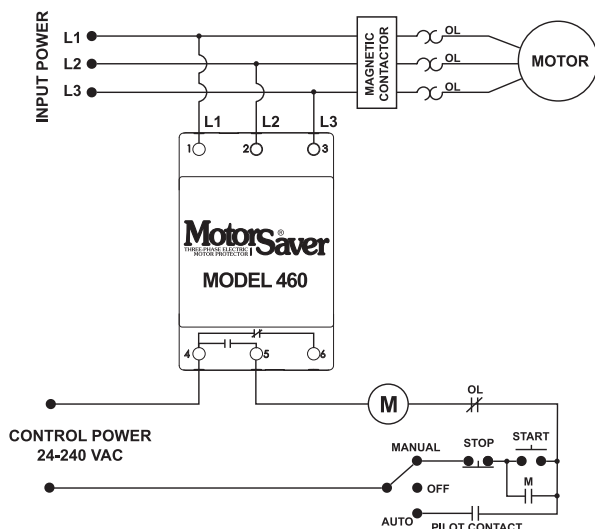 INPUT POWER
L1
L2
L3
MAGNETIC
CONTACTOR
OL
OL
OL
MOTOR
L1
L2
L3
1
2
3
MotorSaver®
THREE-PHASE ELECTRIC
MOTOR PROTECTOR
MODEL 460
4
5
6
CONTROL POWER
24-240 VAC
M
OL
MANUAL
STOP
START
M
OFF
AUTO
PILOT CONTACT